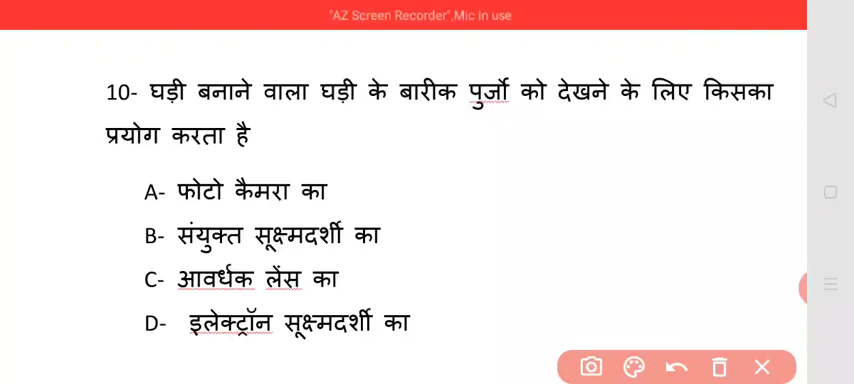 "AZ Screen Recorder",Mic in use
10- घड़ी बनाने वाला घड़ी के बारीक पुर्जो को देखने के लिए किसका
प्रयोग करता है
A- फोटो कैमरा का
B- संयुक्त सूक्ष्मदर्शी का
C- आवर्धक लेंस का
D- इलेक्ट्रॉन सूक्ष्मदर्शी का